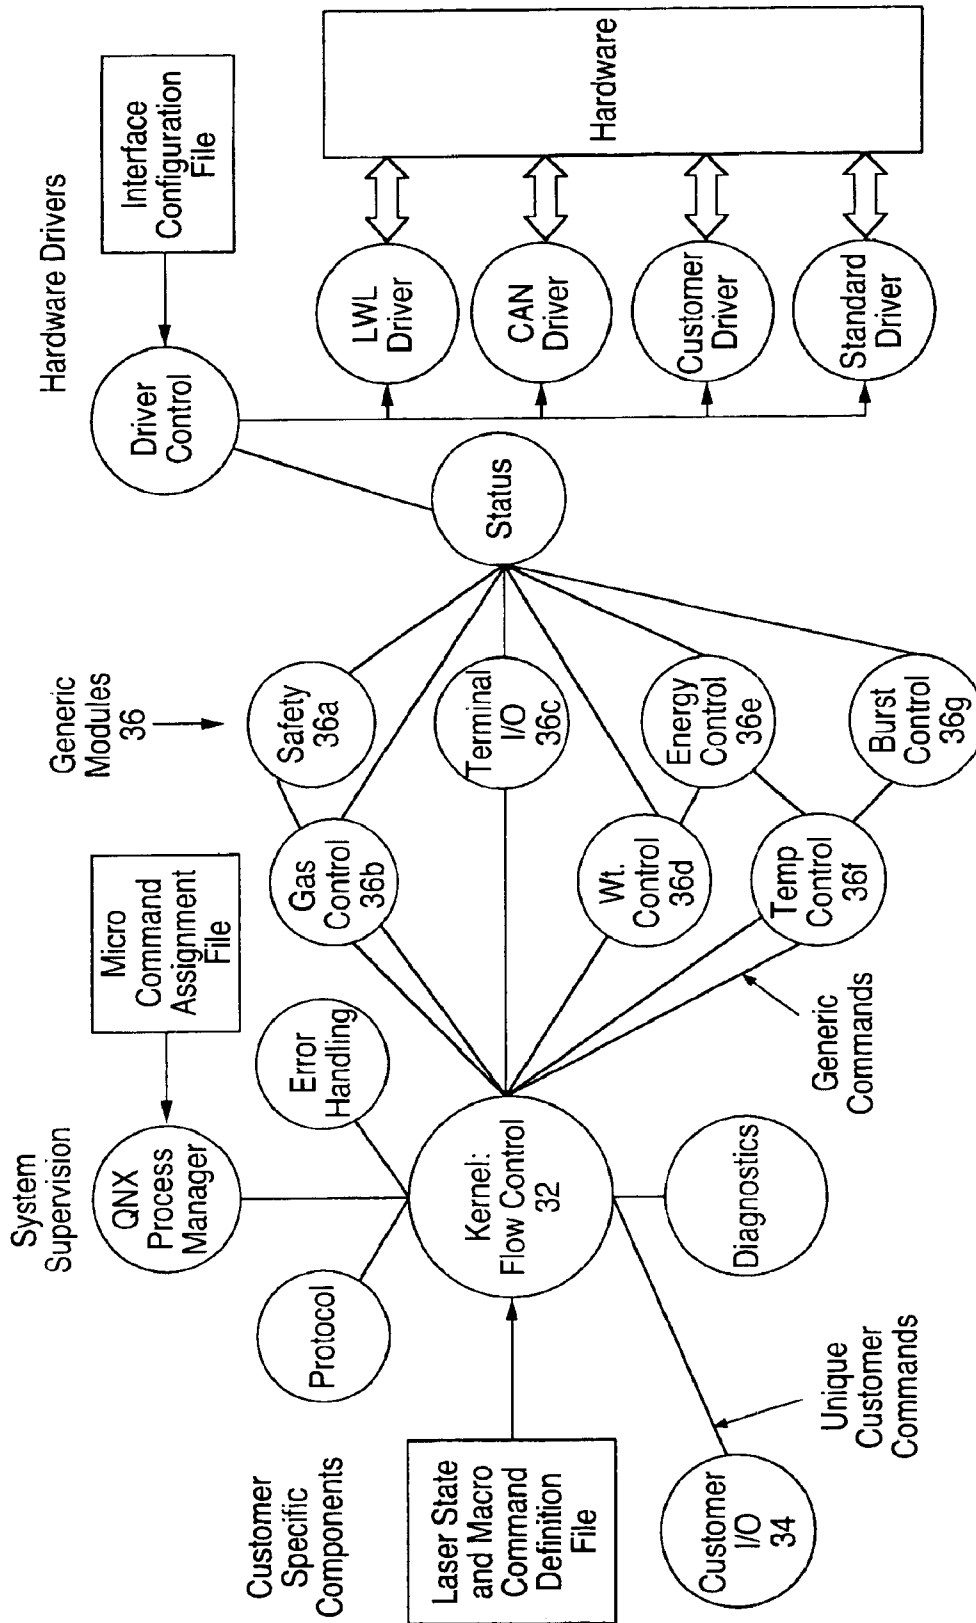 Customer
Specific
Components
Laser State
and Macro
Command
Definition
File
Customer
I/O
34
Unique
Customer
Commands
System
Supervision
Protocol
QNX
Process
Manager
Error
Handling
Micro
Command
Assignment
File
Kernel:
Flow Control
32
Diagnostics
Generic
Commands
Generic
Modules
36
Gas
Control
36b
Safety
36a
Terminal
I/O
36c
Wt.
Control
36d
Energy
Control
36e
Temp
Control
36f
Burst
Control
36g
Status
Hardware Drivers
Driver
Control
Interface
Configuration
File
LWL
Driver
CAN
Driver
Customer
Driver
Standard
Driver
Hardware